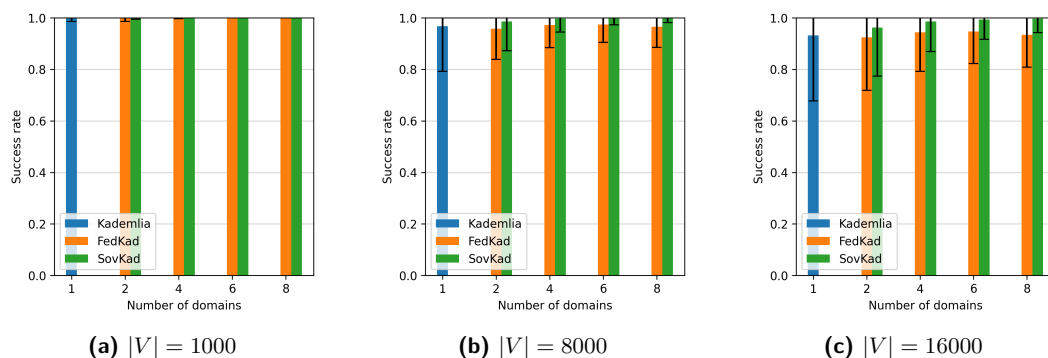 1.0
0.8
0.6
0.4
0.2
0.0
Success rate
Kademlia
FedKad
SovKad
1 2 4 6 8
Number of domains
(a) |V| = 1000
1.0
0.8
0.6
0.4
0.2
0.0
Success rate
Kademlia
FedKad
SovKad
1 2 4 6 8
Number of domains
(b) |V| = 8000
1.0
0.8
0.6
0.4
0.2
0.0
Success rate
Kademlia
FedKad
SovKad
1 2 4 6 8
Number of domains
(c) |V| = 16000